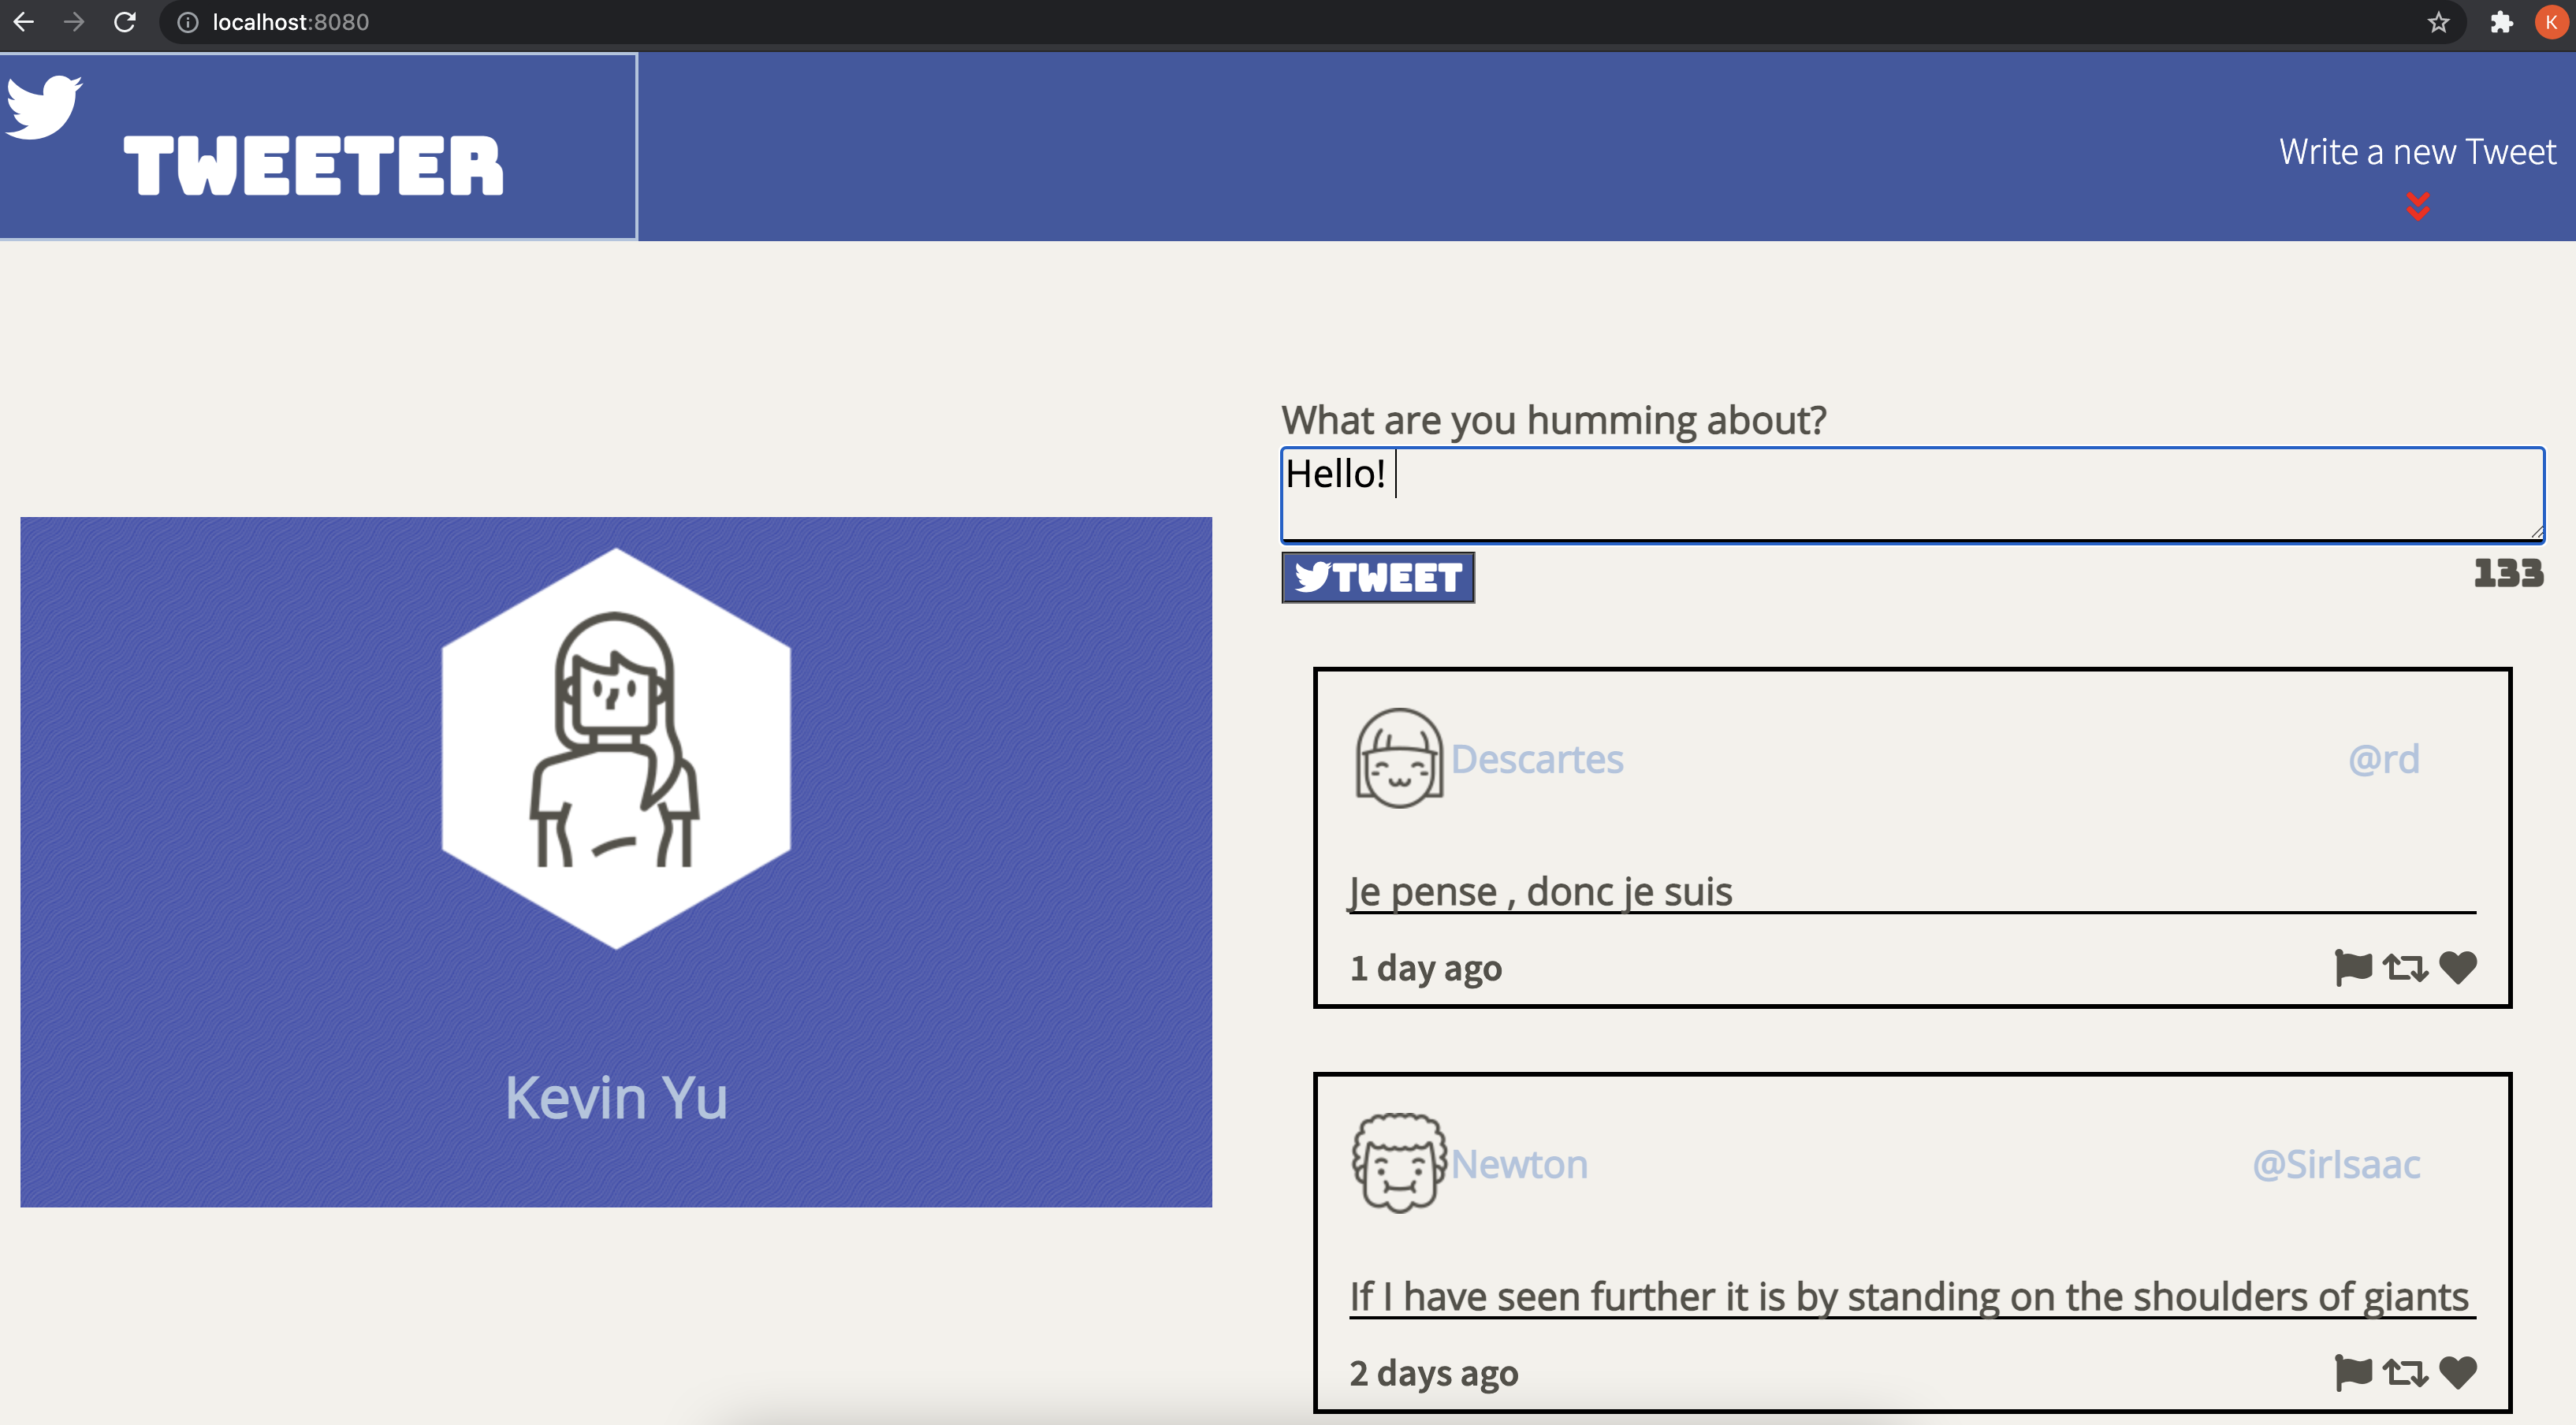 localhost:8080
K
TWEETER
Write a new Tweet
What are you humming about?
Hello!
TWEET
133
Kevin Yu
Descartes @rd
Je pense , donc je suis
1 day ago
Newton @SirIsaac
If I have seen further it is by standing on the shoulders of giants
2 days ago